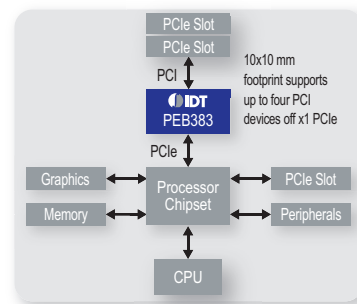 PCIe Slot
PCIe Slot
PCI
10x10 mm
footprint supports
up to four PCI
devices off x1 PCIe
IDT
PEB383
PCIe
Graphics
Processor
Chipset
PCIe Slot
Memory
Peripherals
CPU